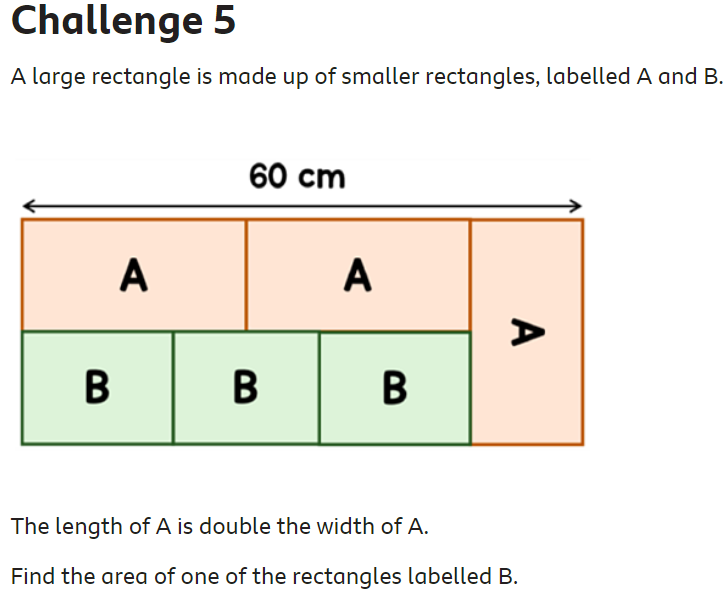 Challenge 5
A large rectangle is made up of smaller rectangles, labelled A and B.
60 cm
A A A
B B B
The length of A is double the width of A.
Find the area of one of the rectangles labelled B.